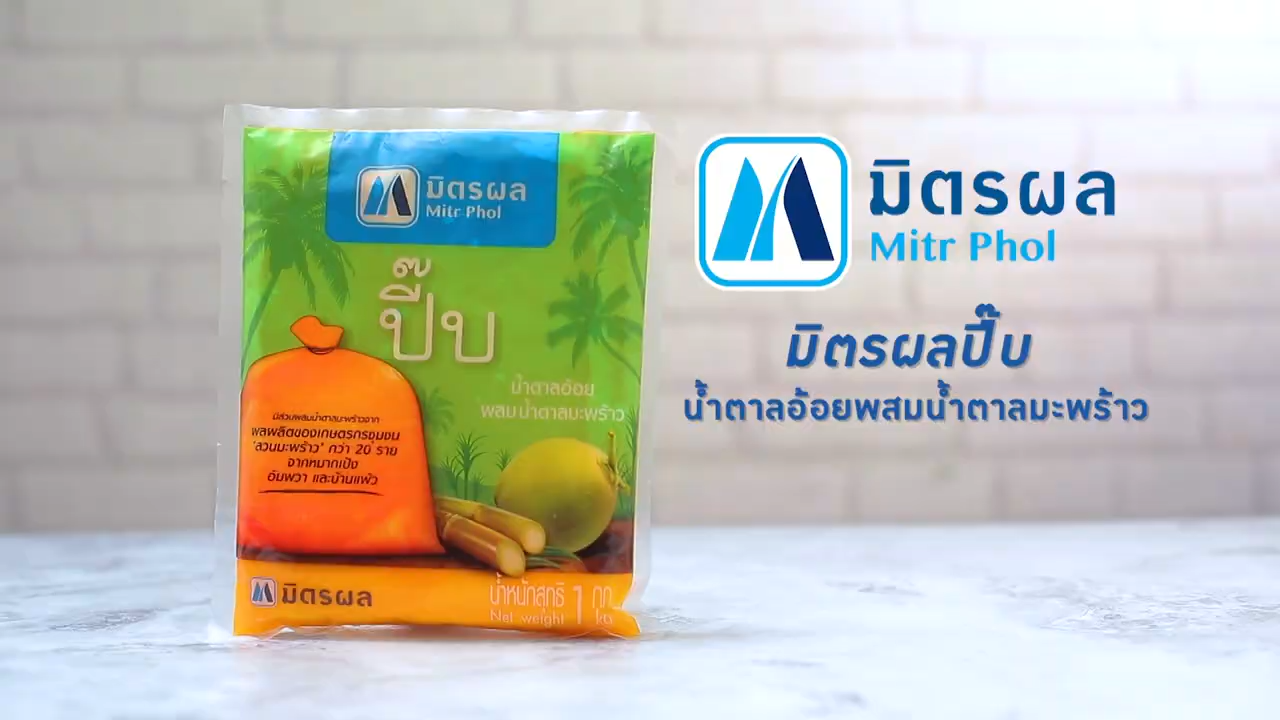 มิตรผล
Mitr Phol
ปี๊บ
น้ำตาลอ้อย
ผสมน้ำตาลมะพร้าว
มีส่วนผสมน้ำตาลมะพร้าวจาก
ผลผลิตของเกษตรกรชุมชน
"สวนมะพร้าว" กว่า 20 ราย
จากหมากเป้ง
อัมพวา และบ้านแพ้ว
มิตรผล
น้ำหนักสุทธิ 1 กก.
Net weight 1 kg
มิตรผล
Mitr Phol
มิตรผลปี๊บ
น้ำตาลอ้อยผสมน้ำตาลมะพร้าว